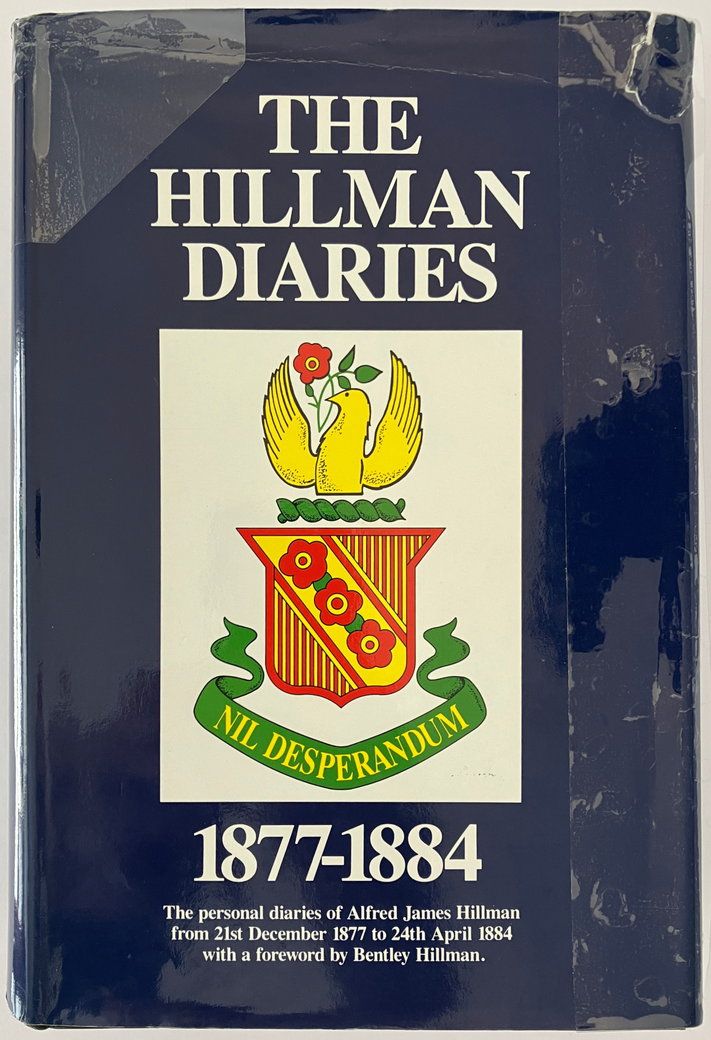 THE
HILLMAN
DIARIES
NIL DESPERANDUM
1877-1884
The personal diaries of Alfred James Hillman
from 21st December 1877 to 24th April 1884
with a foreword by Bentley Hillman.